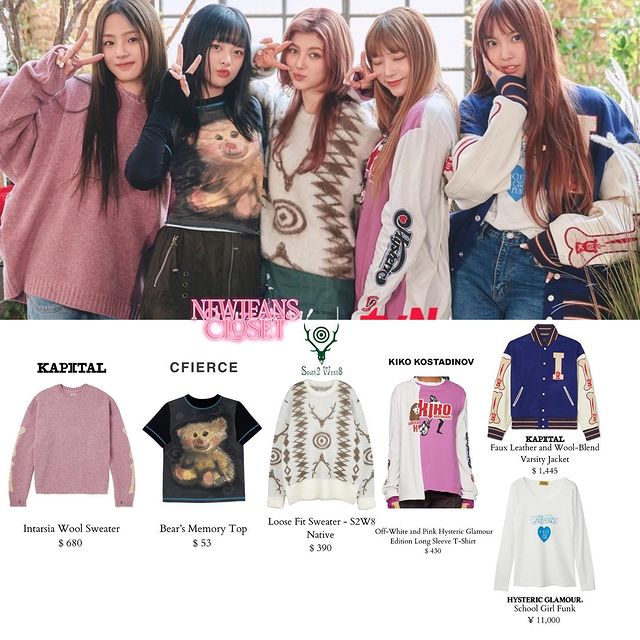 NEWJEANS
CLOSET
KAPITAL
CFIERCE
South2 West8
KIKO KOSTADINOV
KAPITAL
Faux Leather and Wool-Blend
Varsity Jacket
$ 1,445
Intarsia Wool Sweater
$ 680
Bear's Memory Top
$ 53
Loose Fit Sweater - S2W8
Native
$ 390
Off-White and Pink Hysteric Glamour
Edition Long Sleeve T-Shirt
$ 430
kiko
HYSTERIC GLAMOUR.
School Girl Funk
¥ 11,000